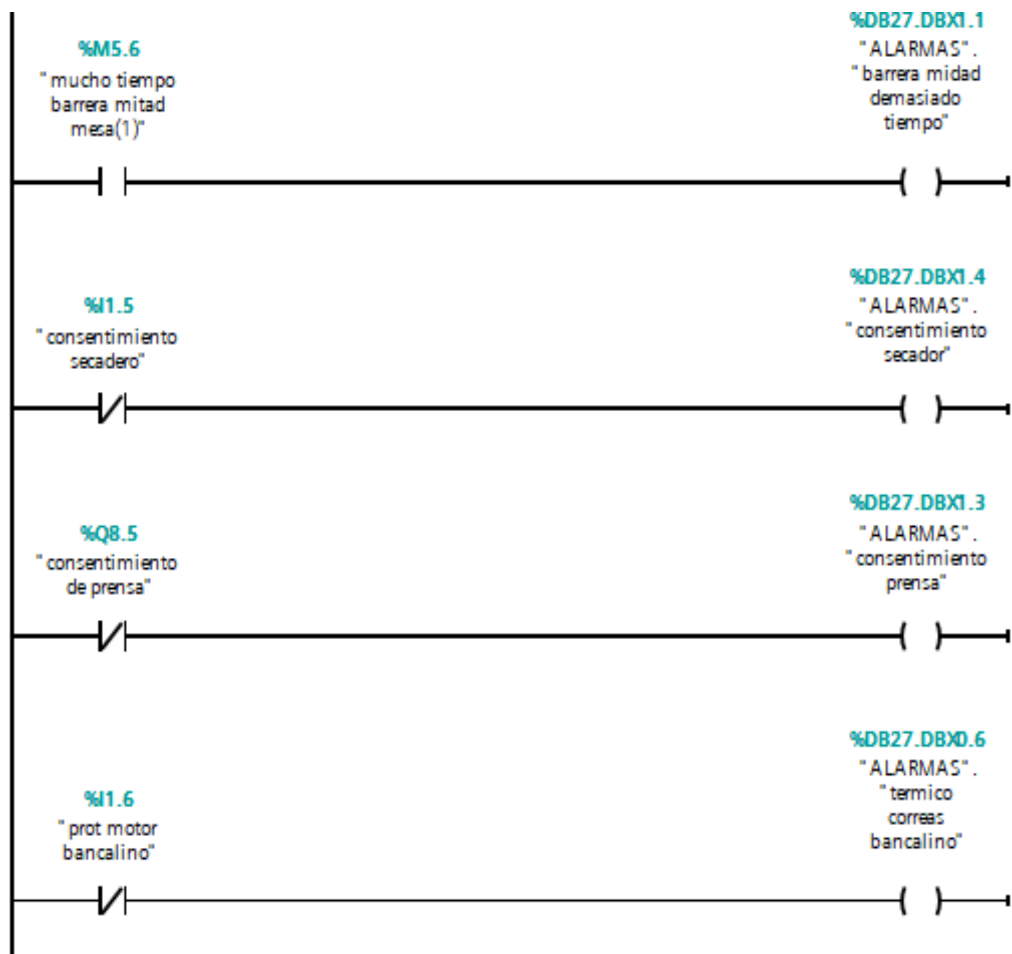 %DB27.DBX1.1
%M5.6
"ALARMAS".
"mucho tiempo
"barrera midad
barrera mitad
demasiado
mesa(1)"
tiempo"
%DB27.DBX1.4
%I1.5
"ALARMAS".
"consentimiento
"consentimiento
secadero"
secador"
%DB27.DBX1.3
%Q8.5
"ALARMAS".
"consentimiento
"consentimiento
de prensa"
prensa"
%DB27.DBX0.6
"ALARMAS".
%I1.6
"termico
"prot motor
correas
bancalino"
bancalino"